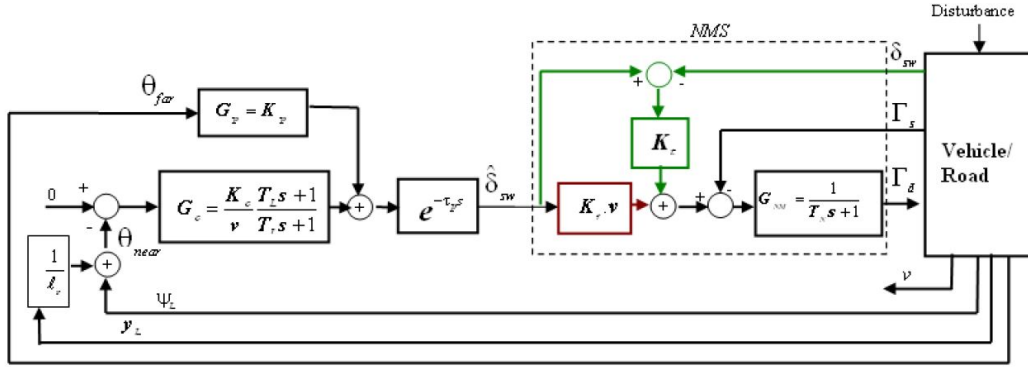 Disturbance
NMS
δ_sw
θ_far
G_p = K_p
+
-
Γ_s
K_t
Vehicle/
Road
0
+
G_c = K_c/v T_L s + 1/T_I s + 1
+
e^-τ_p s
δ̂_sw
K_r . v
+
+
-
G_NM = 1/T_N s + 1
Γ_d
-
θ_near
1/ℓ_s
+
v
Ψ_L
y_L